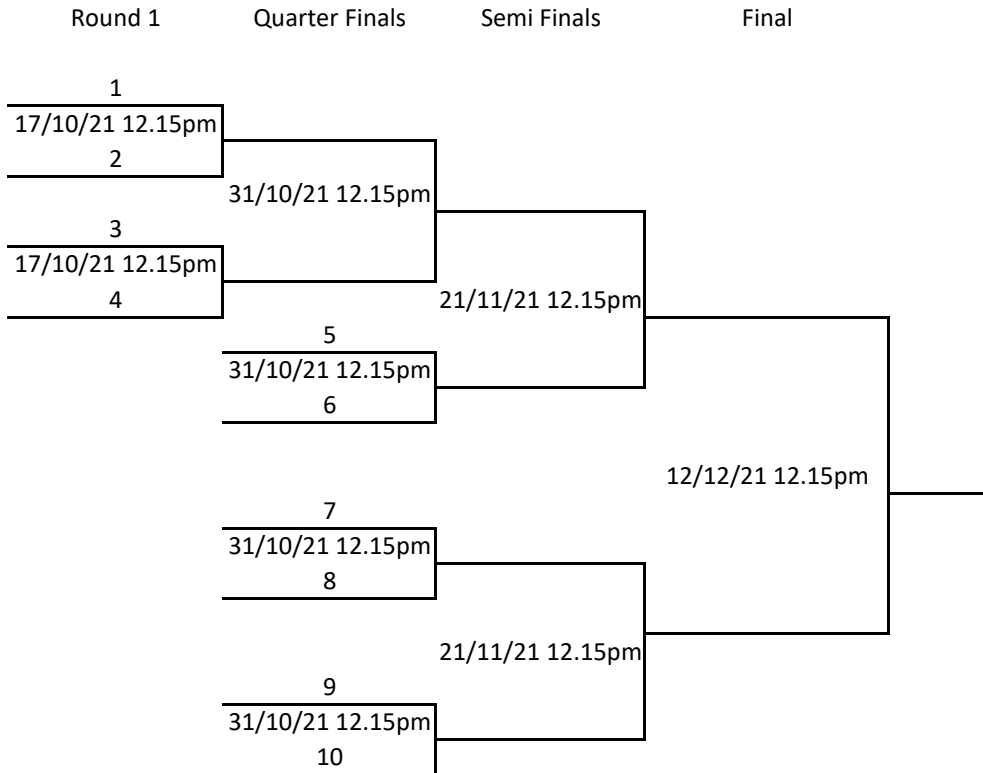 Round 1 Quarter Finals Semi Finals Final
1
17/10/21 12.15pm
2
31/10/21 12.15pm
3
17/10/21 12.15pm
4
21/11/21 12.15pm
5
31/10/21 12.15pm
6
12/12/21 12.15pm
7
31/10/21 12.15pm
8
21/11/21 12.15pm
9
31/10/21 12.15pm
10